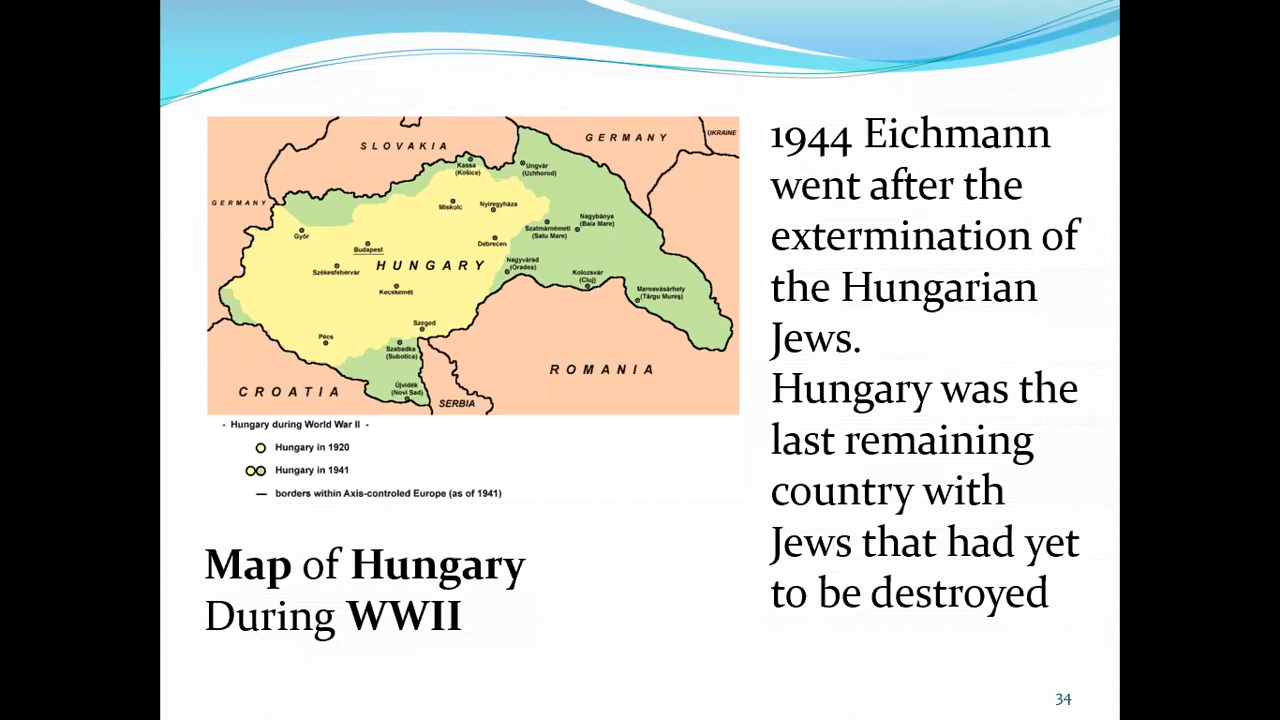 SLOVAKIA
GERMANY
UKRAINE
GERMANY
Kassa
(Košice)
Ungvár
(Uzhhorod)
Miskolc
Nyíregyháza
Nagybánya
(Baia Mare)
Szatmárnémeti
(Satu Mare)
Győr
Budapest
Debrecen
HUNGARY
Székesfehérvár
Nagyvárad
(Oradea)
Kolozsvár
(Cluj)
Kecskemét
Marosvásárhely
(Târgu Mureş)
Szeged
Pécs
Szabadka
(Subotica)
ROMANIA
CROATIA
Újvidék
(Novi Sad)
SERBIA
- Hungary during World War II -
Hungary in 1920
Hungary in 1941
borders within Axis-controled Europe (as of 1941)
Map of Hungary
During WWII
1944 Eichmann
went after the
extermination of
the Hungarian
Jews.
Hungary was the
last remaining
country with
Jews that had yet
to be destroyed
34